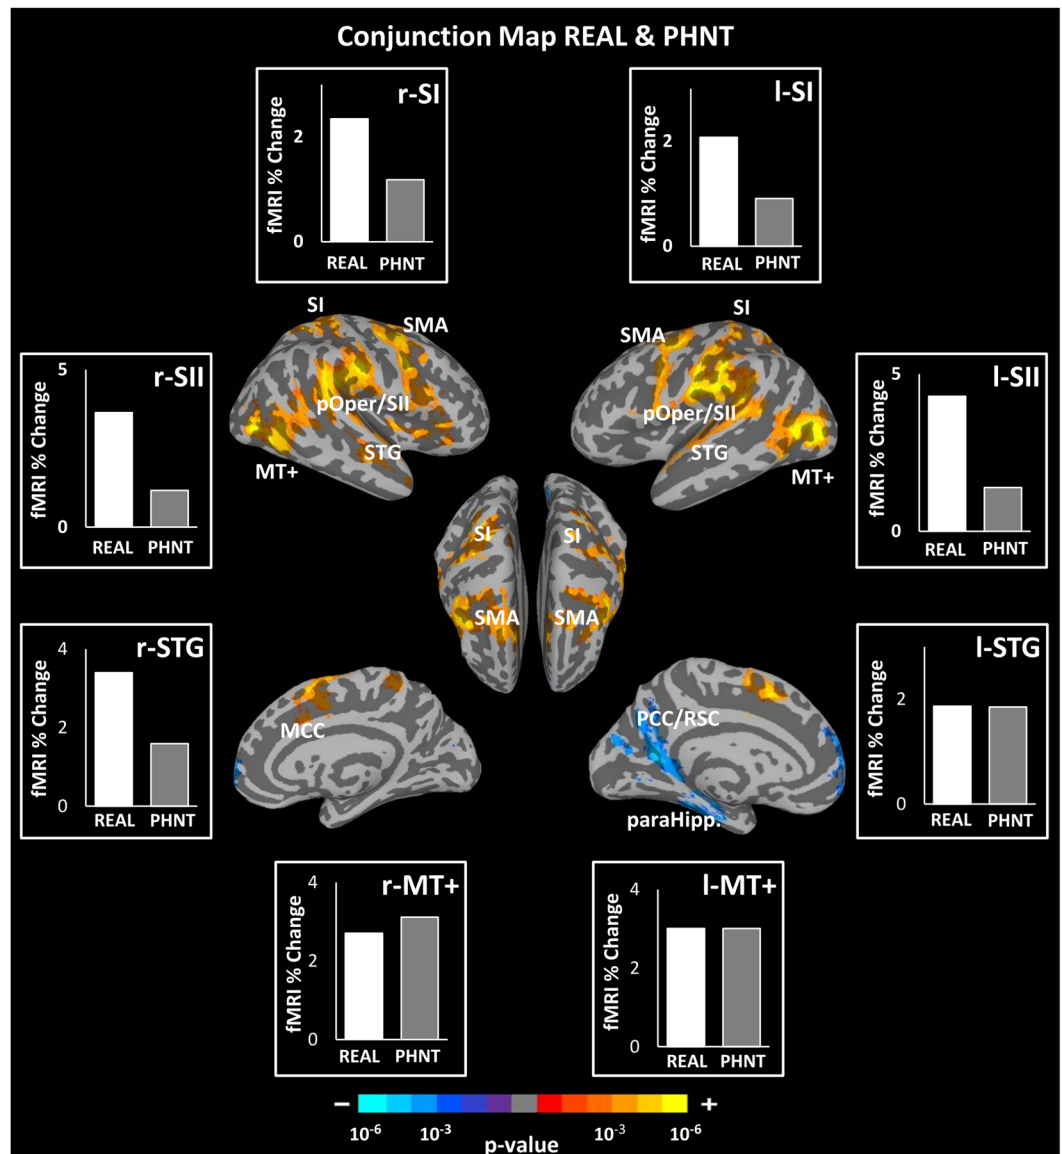 Conjunction Map REAL & PHNT
r-SI
fMRI % Change
2
0
REAL PHNT
l-SI
fMRI % Change
2
0
REAL PHNT
SI
SMA
pOper/SII
STG
MT+
SI
SMA
pOper/SII
STG
MT+
r-SII
fMRI % Change
5
0
REAL PHNT
l-SII
fMRI % Change
5
0
REAL PHNT
SI SI
SMA SMA
r-STG
fMRI % Change
4
2
0
REAL PHNT
MCC
PCC/RSC
paraHipp.
l-STG
fMRI % Change
2
0
REAL PHNT
r-MT+
fMRI % Change
4
2
0
REAL PHNT
l-MT+
fMRI % Change
4
2
0
REAL PHNT
− +
10⁻⁶ 10⁻³ 10⁻³ 10⁻⁶
p-value